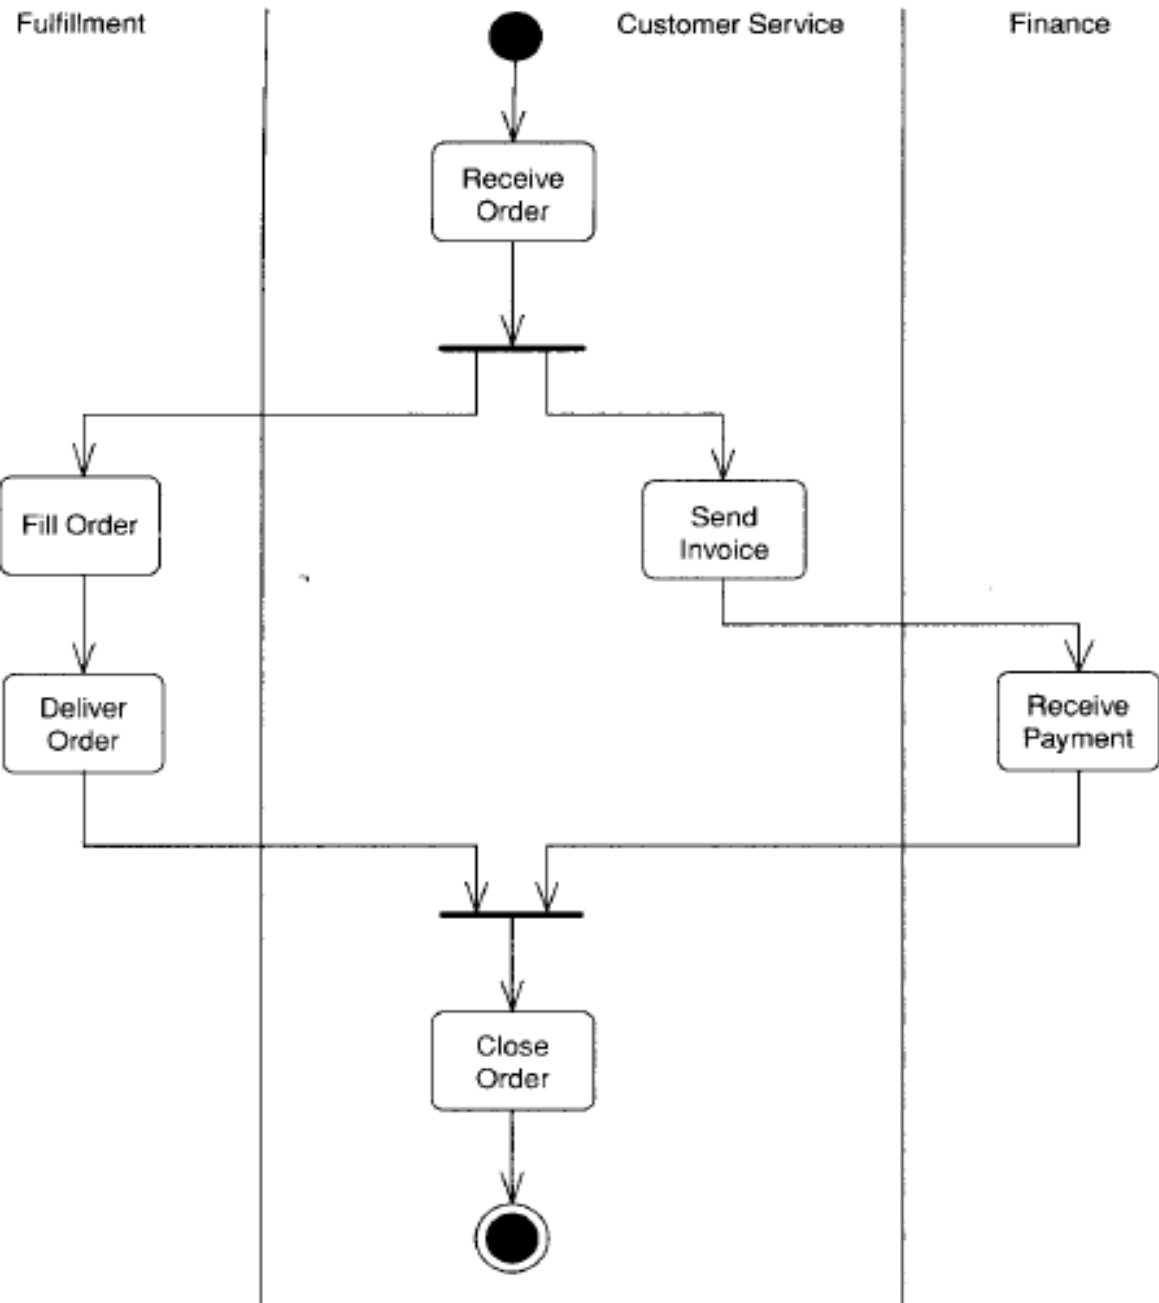 Fulfillment
Customer Service
Finance
Receive
Order
Fill Order
Send
Invoice
Deliver
Order
Receive
Payment
Close
Order